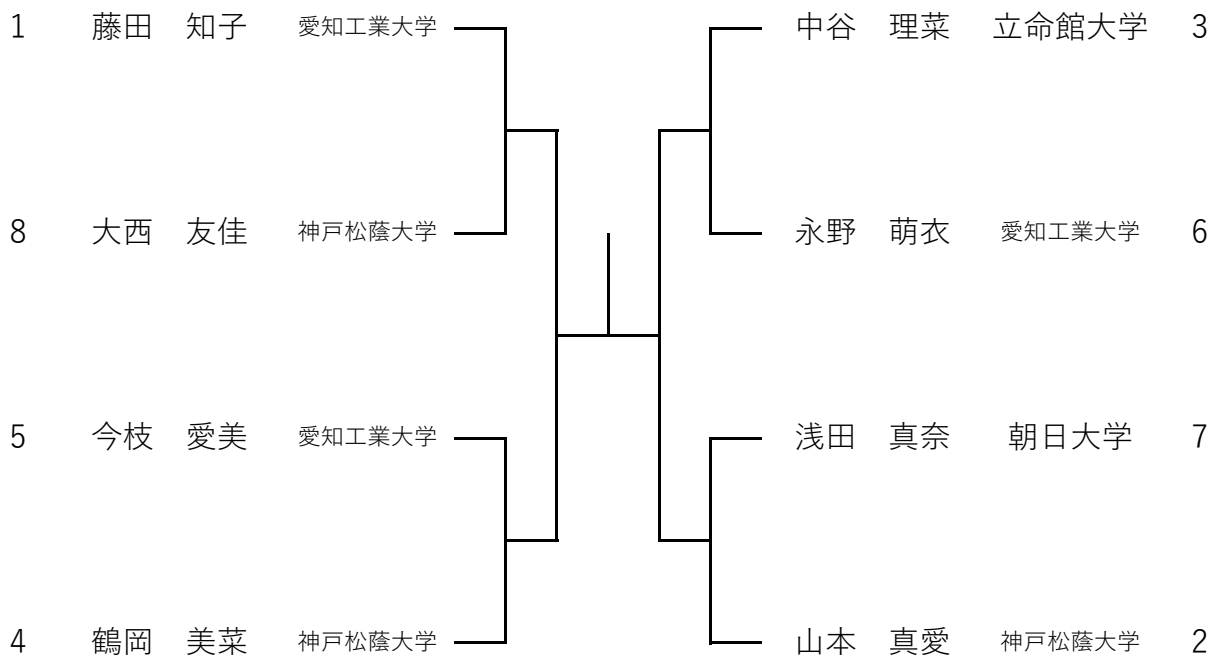 1 藤田 知子 愛知工業大学 中谷 理菜 立命館大学 3
8 大西 友佳 神戸松蔭大学 永野 萌衣 愛知工業大学 6
5 今枝 愛美 愛知工業大学 浅田 真奈 朝日大学 7
4 鶴岡 美菜 神戸松蔭大学 山本 真愛 神戸松蔭大学 2